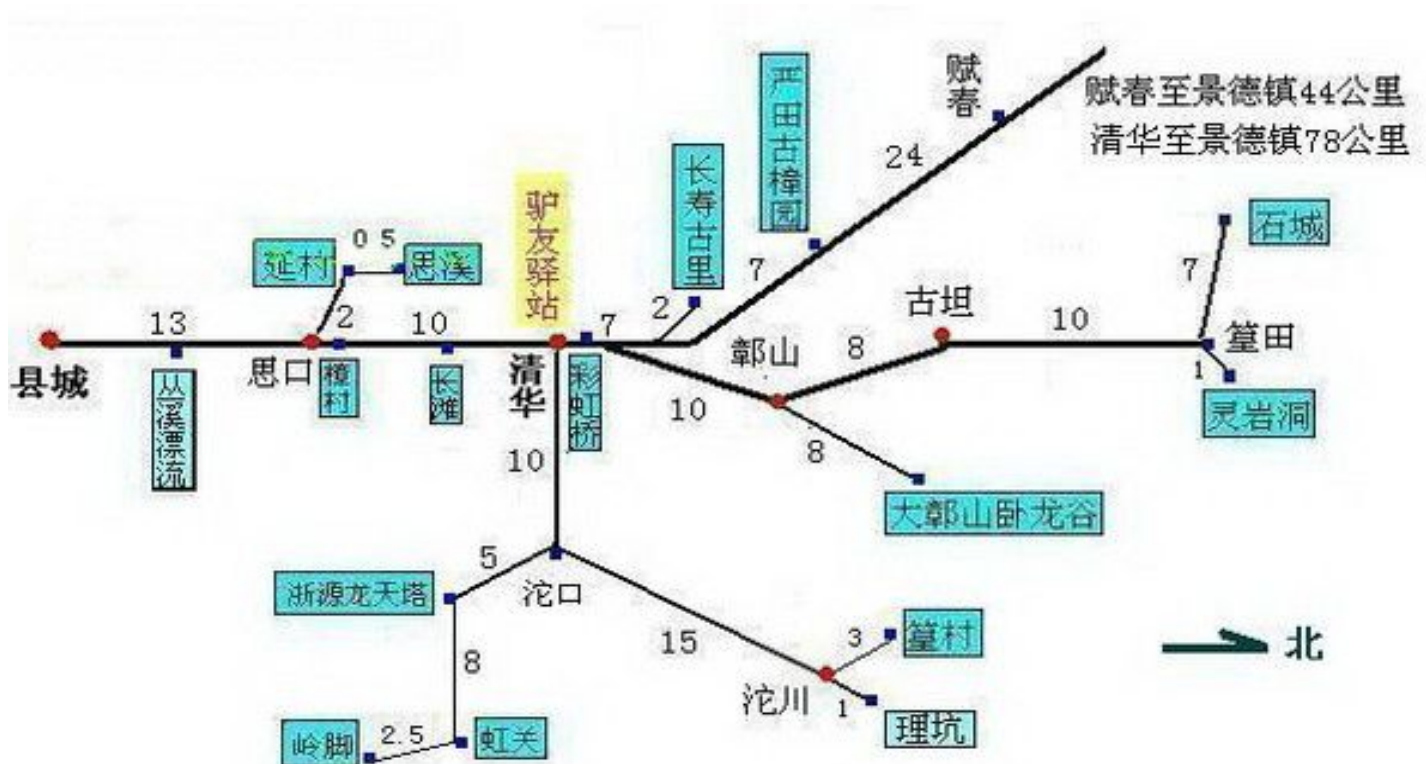 赋春
赋春至景德镇44公里
清华至景德镇78公里
严田古樟园
长寿古里
驴友驿站
24
7
石城
延村
0 5
思溪
7
2
古坦
13
2
10
7
鄣山
8
10
篁田
1
灵岩洞
县城
丛溪漂流
思口
樟村
长滩
清华
彩虹桥
10
8
大鄣山卧龙谷
10
5
沱口
浙源龙天塔
15
3
篁村
北
8
沱川
1
理坑
岭脚
2.5
虹关